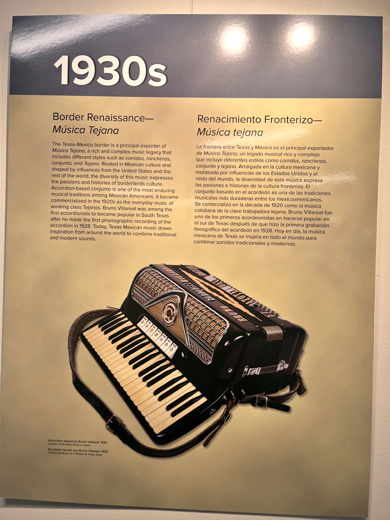 1930s
Border Renaissance—
Música Tejana
The Texas-Mexico border is a principal exporter of
Música Tejana, a rich and complex music legacy that
includes different styles such as corridos, rancheras,
conjunto, and Tejano. Rooted in Mexican culture and
shaped by influences from the United States and the
rest of the world, the diversity of this music expresses
the passions and histories of borderlands culture.
Accordion-based conjunto is one of the most enduring
musical traditions among Mexican Americans. It became
commercialized in the 1920s as the everyday music of
working class Tejanos. Bruno Villareal was among the
first accordionists to become popular in South Texas
after he made the first phonographic recording of the
accordion in 1928. Today, Texas Mexican music draws
inspiration from around the world to combine traditional
and modern sounds.
Renacimiento Fronterizo—
Música tejana
La frontera entre Texas y México es el principal exportador
de Música Tejana, un legado musical rico y complejo
que incluye diferentes estilos como corridos, rancheras,
conjunto y tejano. Arraigada en la cultura mexicana y
moldeada por influencias de los Estados Unidos y el
resto del mundo, la diversidad de esta música expresa
las pasiones e historias de la cultura fronteriza. El
conjunto basado en el acordeón es una de las tradiciones
musicales más duraderas entre los mexicoamericanos.
Se comercializó en la década de 1920 como la música
cotidiana de la clase trabajadora tejana. Bruno Villareal fue
uno de los primeros acordeonistas en hacerse popular en
el sur de Texas después de que hizo la primera grabación
fonográfica del acordeón en 1928. Hoy en día, la música
mexicana de Texas se inspira en todo el mundo para
combinar sonidos tradicionales y modernos.
Accordion played by Bruno Villareal, 1930